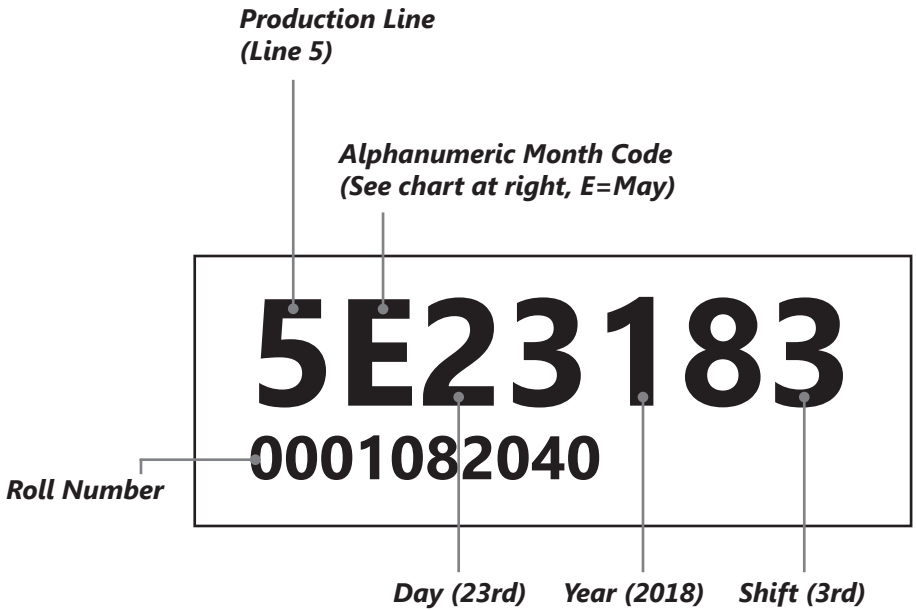 Production Line
(Line 5)
Alphanumeric Month Code
(See chart at right, E=May)
5E23183
0001082040
Roll Number
Day (23rd)
Year (2018)
Shift (3rd)